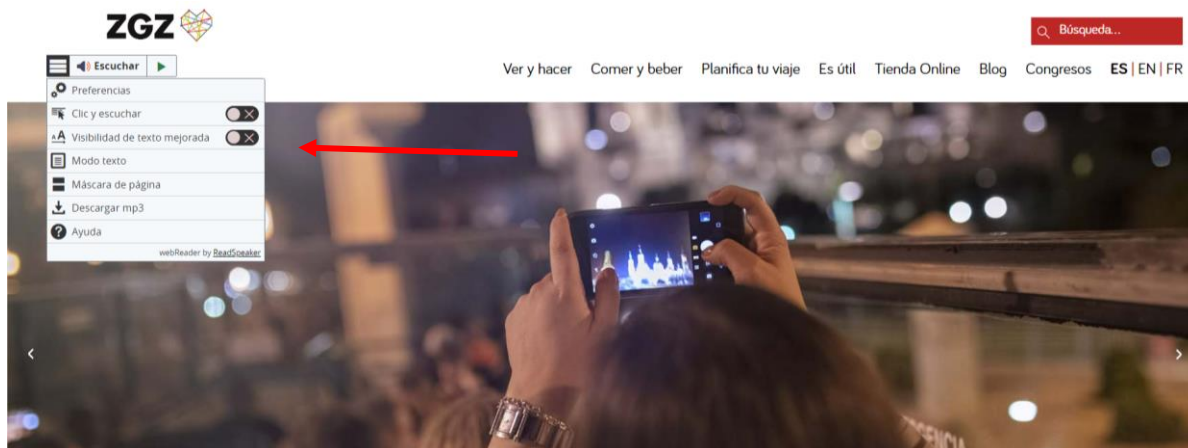 ZGZ
Búsqueda...
Escuchar
Ver y hacer Comer y beber Planifica tu viaje Es útil Tienda Online Blog Congresos ES | EN | FR
Preferencias
Clic y escuchar
Visibilidad de texto mejorada
Modo texto
Máscara de página
Descargar mp3
Ayuda
webReader by ReadSpeaker